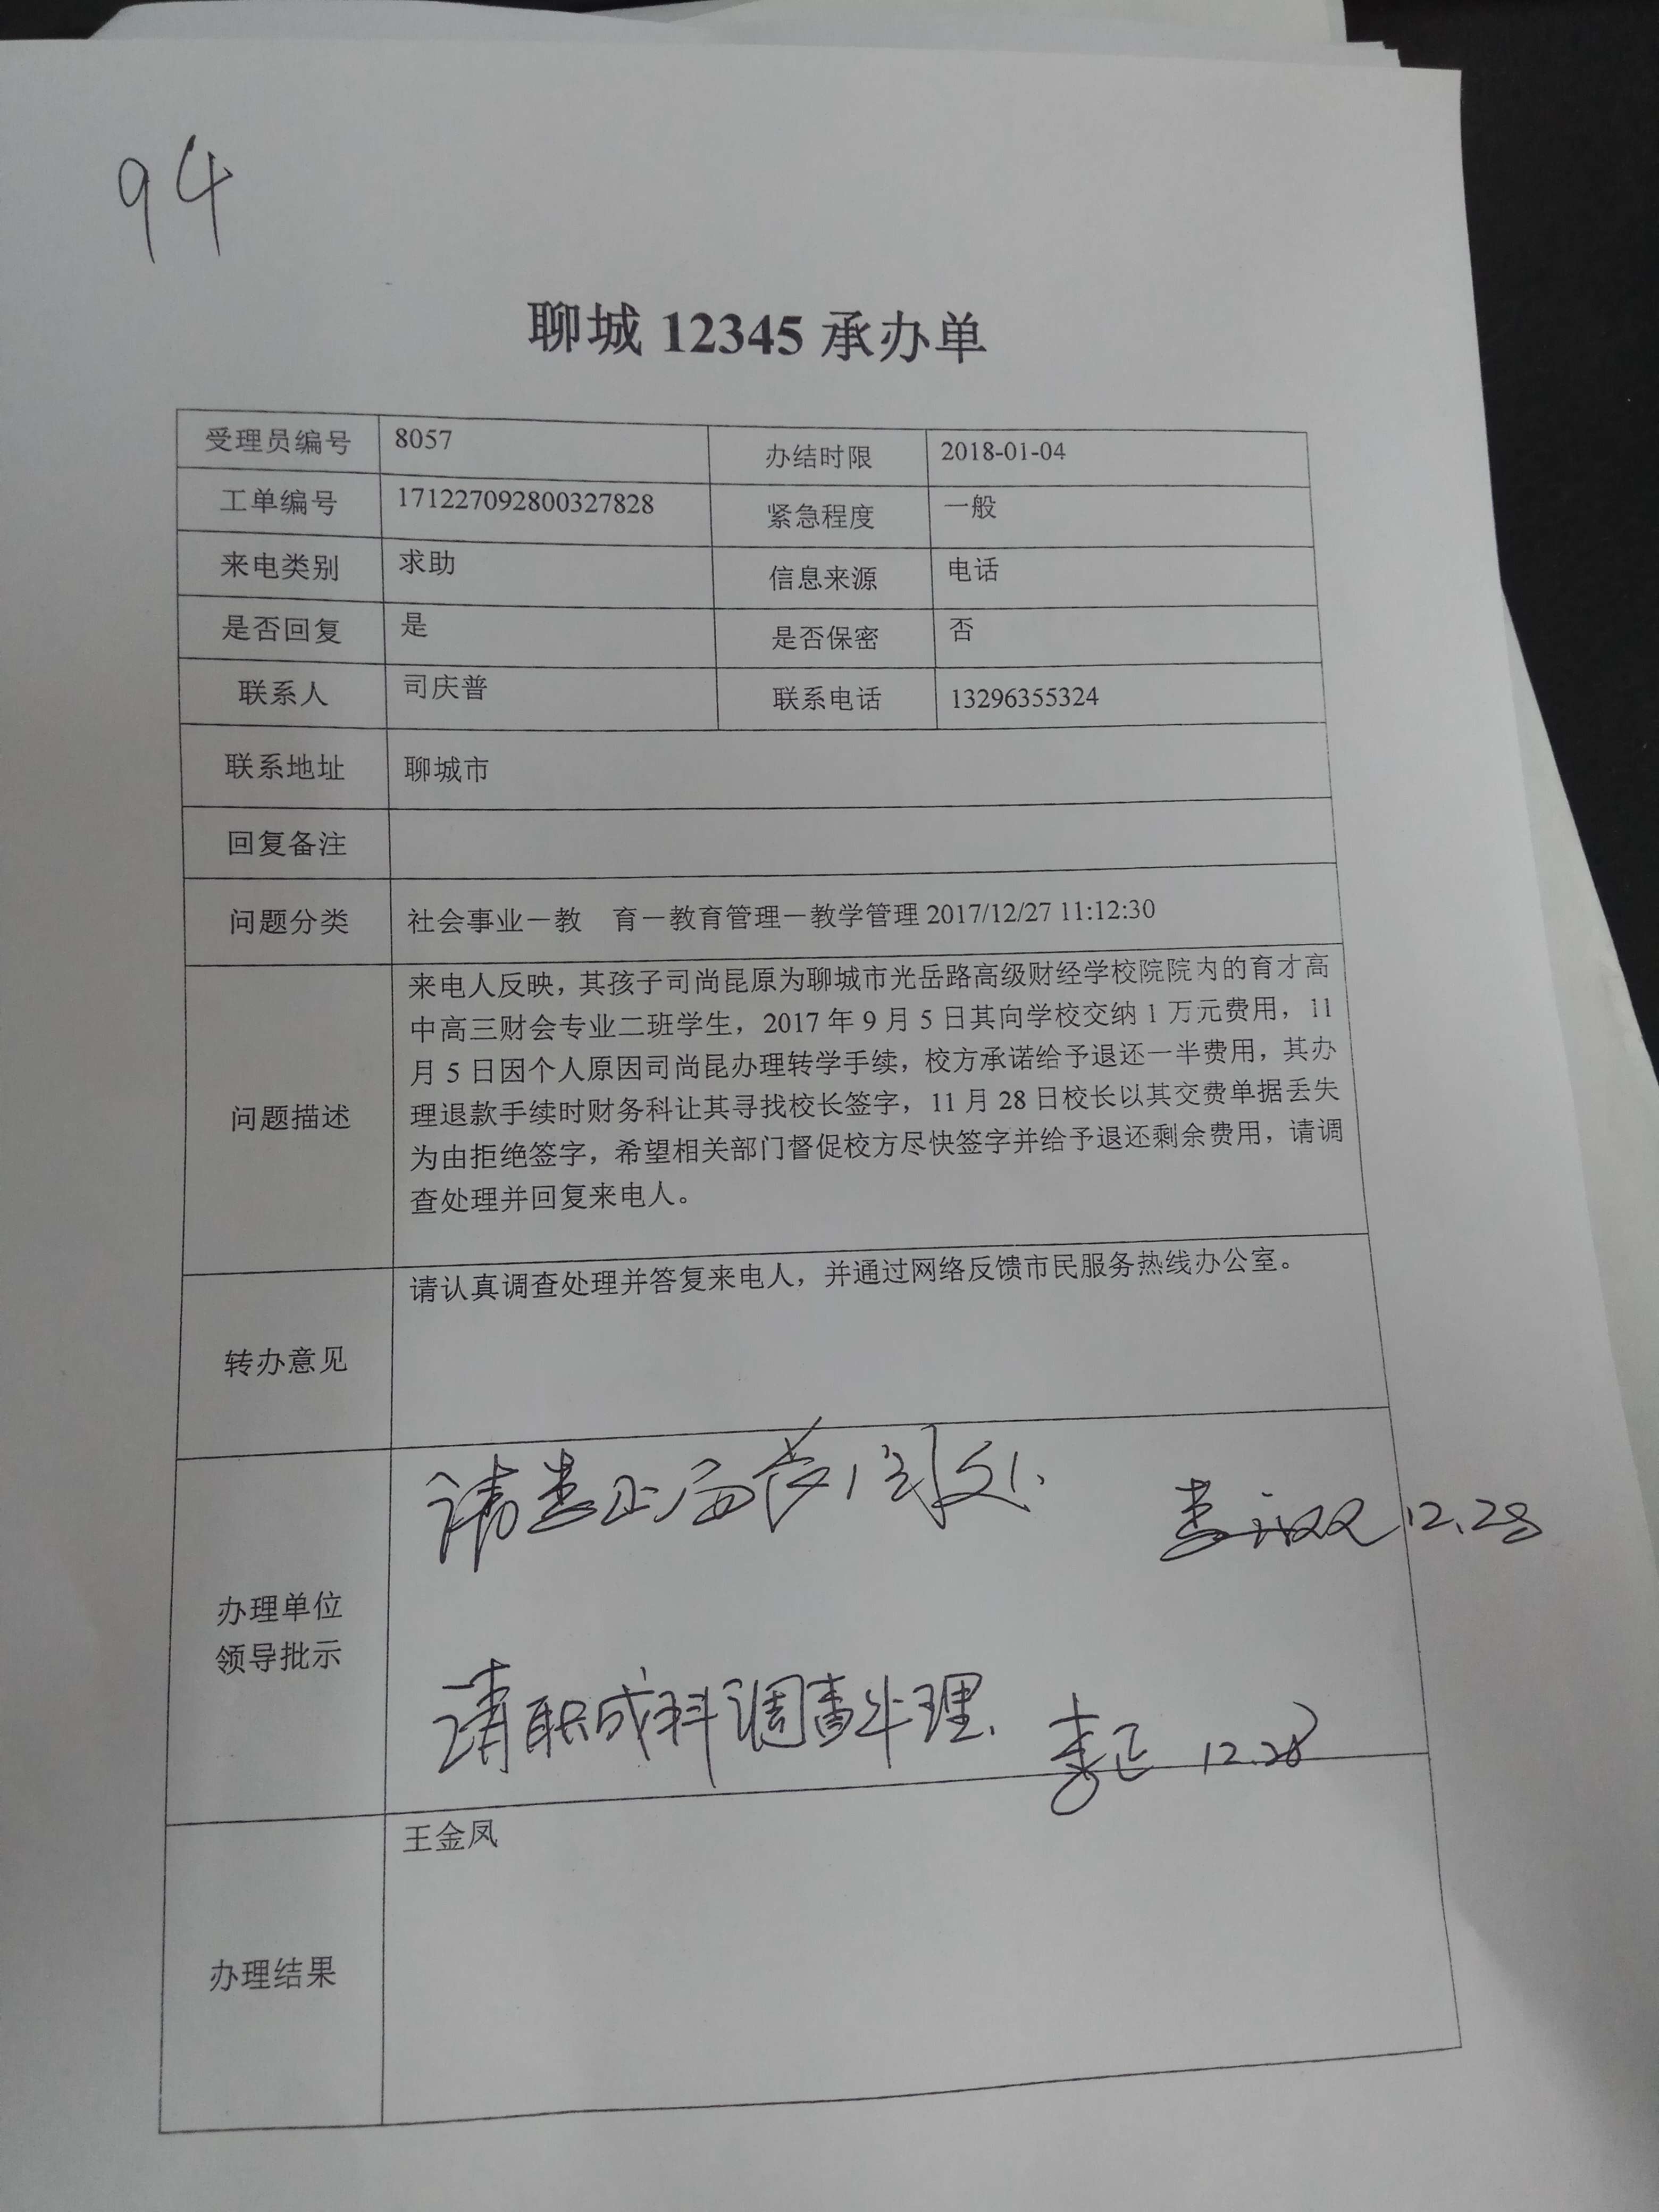 94
聊城 12345 承办单
受理员编号 8057 办结时限 2018-01-04
工单编号 171227092800327828 紧急程度 一般
来电类别 求助 信息来源 电话
是否回复 是 是否保密 否
联系人 司庆普 联系电话 13296355324
联系地址 聊城市
回复备注
问题分类 社会事业－教　育－教育管理－教学管理 2017/12/27 11:12:30
问题描述
来电人反映，其孩子司尚昆原为聊城市光岳路高级财经学校院院内的育才高
中高三财会专业二班学生，2017 年 9 月 5 日其向学校交纳 1 万元费用，11
月 5 日因个人原因司尚昆办理转学手续，校方承诺给予退还一半费用，其办
理退款手续时财务科让其寻找校长签字，11 月 28 日校长以其交费单据丢失
为由拒绝签字，希望相关部门督促校方尽快签字并给予退还剩余费用，请调
查处理并回复来电人。
转办意见
请认真调查处理并答复来电人，并通过网络反馈市民服务热线办公室。
办理单位
领导批示
请
12.28
请职成科调查处理.
12.28
办理结果
王金凤